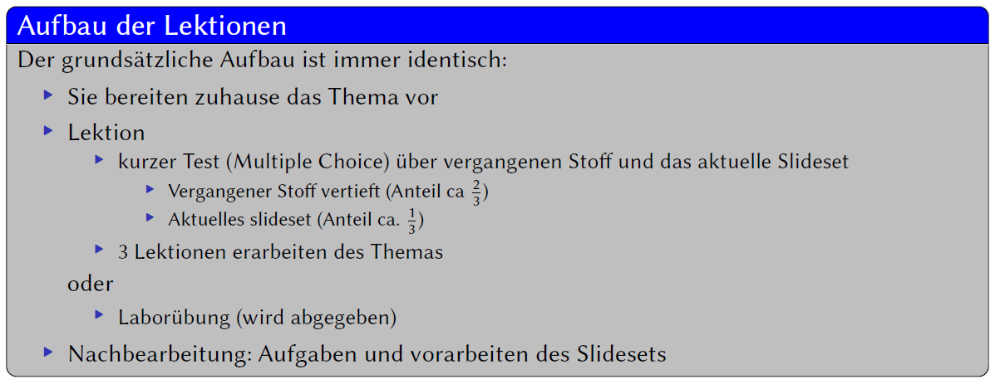 Aufbau der Lektionen
Der grundsätzliche Aufbau ist immer identisch:
Sie bereiten zuhause das Thema vor
Lektion
kurzer Test (Multiple Choice) über vergangenen Stoff und das aktuelle Slideset
Vergangener Stoff vertieft (Anteil ca 2/3)
Aktuelles slideset (Anteil ca. 1/3)
3 Lektionen erarbeiten des Themas
oder
Laborübung (wird abgegeben)
Nachbearbeitung: Aufgaben und vorarbeiten des Slidesets